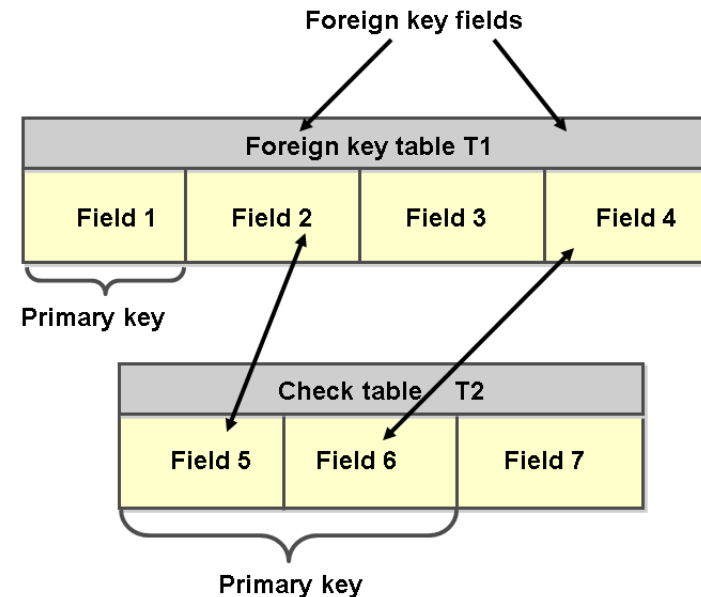 Foreign key fields
Foreign key table T1
Field 1 Field 2 Field 3 Field 4
Primary key
Check table T2
Field 5 Field 6 Field 7
Primary key